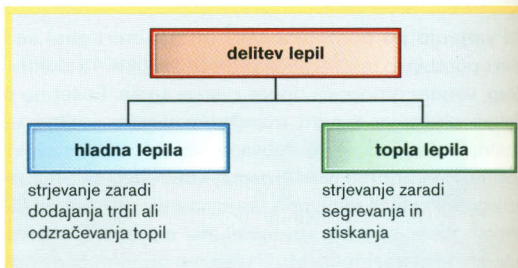 delitev lepil
hladna lepila
strjevanje zaradi
dodajanja trdil ali
odzračevanja topil
topla lepila
strjevanje zaradi
segrevanja in
stiskanja